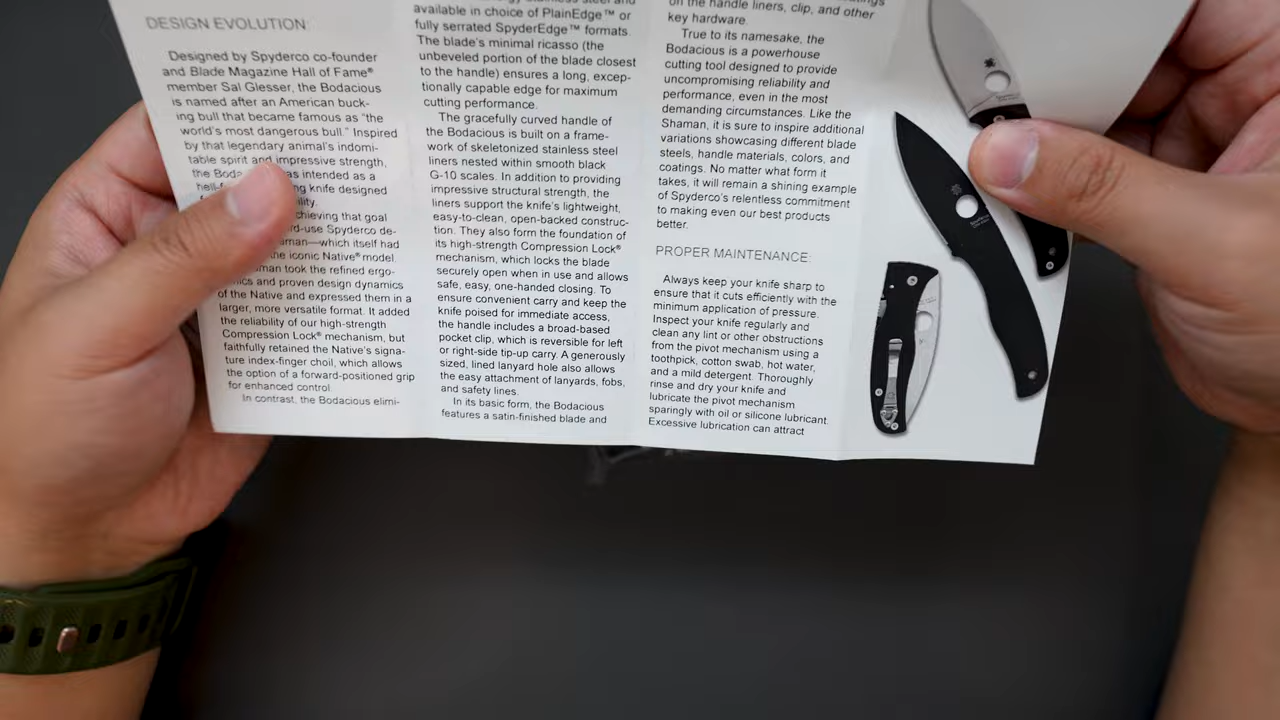 DESIGN EVOLUTION:
Designed by Spyderco co-founder
and Blade Magazine Hall of Fame®
member Sal Glesser, the Bodacious
is named after an American buck-
ing bull that became famous as "the
world's most dangerous bull." Inspired
by that legendary animal's indomi-
table spirit and impressive strength,
the Boda as intended as a
hell-f ng knife designed
ility.
chieving that goal
d-use Spyderco de-
aman—which itself had
the iconic Native® model.
man took the refined ergo-
ics and proven design dynamics
of the Native and expressed them in a
larger, more versatile format. It added
the reliability of our high-strength
Compression Lock® mechanism, but
faithfully retained the Native's signa-
ture index-finger choil, which allows
the option of a forward-positioned grip
for enhanced control.
In contrast, the Bodacious elimi-
stainless steel and
available in choice of PlainEdge™ or
fully serrated SpyderEdge™ formats.
The blade's minimal ricasso (the
unbeveled portion of the blade closest
to the handle) ensures a long, excep-
tionally capable edge for maximum
cutting performance.
The gracefully curved handle of
the Bodacious is built on a frame-
work of skeletonized stainless steel
liners nested within smooth black
G-10 scales. In addition to providing
impressive structural strength, the
liners support the knife's lightweight,
easy-to-clean, open-backed construc-
tion. They also form the foundation of
its high-strength Compression Lock®
mechanism, which locks the blade
securely open when in use and allows
safe, easy, one-handed closing. To
ensure convenient carry and keep the
knife poised for immediate access,
the handle includes a broad-based
pocket clip, which is reversible for left
or right-side tip-up carry. A generously
sized, lined lanyard hole also allows
the easy attachment of lanyards, fobs,
and safety lines.
In its basic form, the Bodacious
features a satin-finished blade and
on the handle liners, clip, and other
key hardware.
True to its namesake, the
Bodacious is a powerhouse
cutting tool designed to provide
uncompromising reliability and
performance, even in the most
demanding circumstances. Like the
Shaman, it is sure to inspire additional
variations showcasing different blade
steels, handle materials, colors, and
coatings. No matter what form it
takes, it will remain a shining example
of Spyderco's relentless commitment
to making even our best products
better.
PROPER MAINTENANCE:
Always keep your knife sharp to
ensure that it cuts efficiently with the
minimum application of pressure.
Inspect your knife regularly and
clean any lint or other obstructions
from the pivot mechanism using a
toothpick, cotton swab, hot water,
and a mild detergent. Thoroughly
rinse and dry your knife and
lubricate the pivot mechanism
sparingly with oil or silicone lubricant.
Excessive lubrication can attract